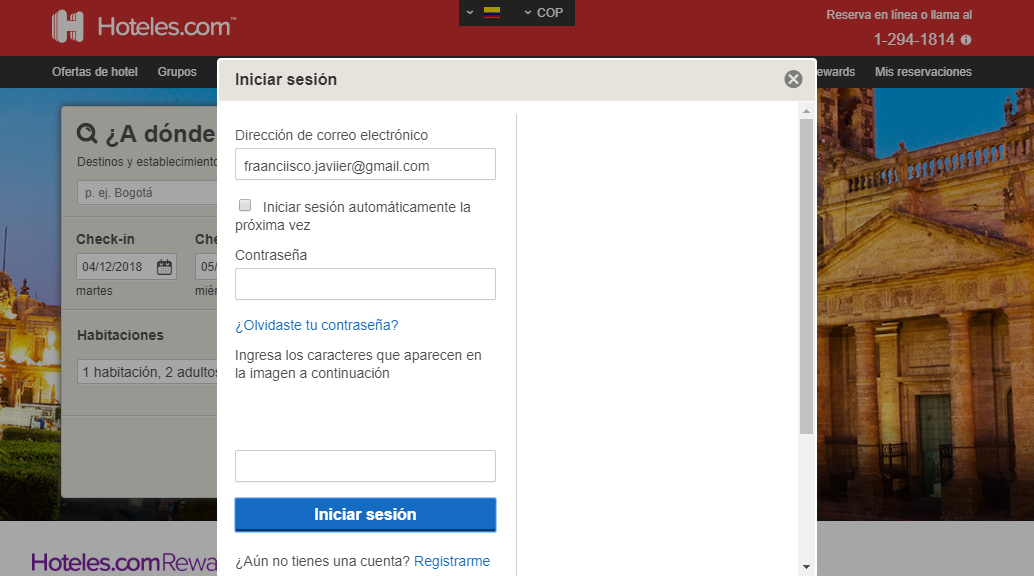 Hoteles.com™
COP
Reserva en línea o llama al
1-294-1814
Ofertas de hotel
Grupos
ewards
Mis reservaciones
Iniciar sesión
¿A dónde
Destinos y establecimiento
p. ej. Bogotá
Check-in
Che
04/12/2018
05/
martes
miér
Habitaciones
1 habitación, 2 adultos
Dirección de correo electrónico
fraanciisco.javiier@gmail.com
Iniciar sesión automáticamente la
próxima vez
Contraseña
¿Olvidaste tu contraseña?
Ingresa los caracteres que aparecen en
la imagen a continuación
Iniciar sesión
¿Aún no tienes una cuenta? Registrarme
Hoteles.comRewa